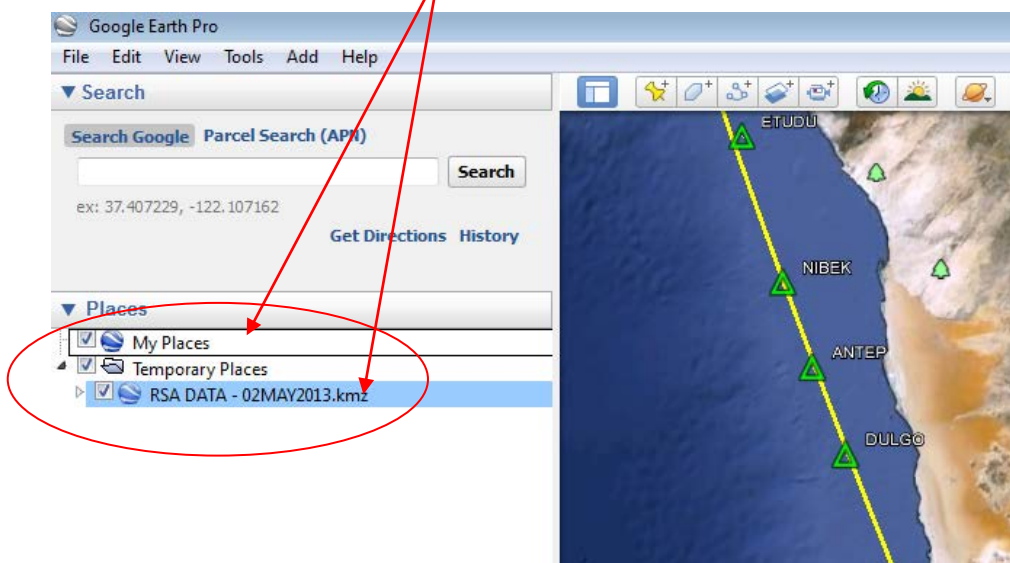 Google Earth Pro
File Edit View Tools Add Help
Search
Search Google Parcel Search (APN)
Search
ex: 37.407229, -122.107162
Get Directions History
Places
My Places
Temporary Places
RSA DATA - 02MAY2013.kmz
ETUDU
NIBEK
ANTEP
DULGO